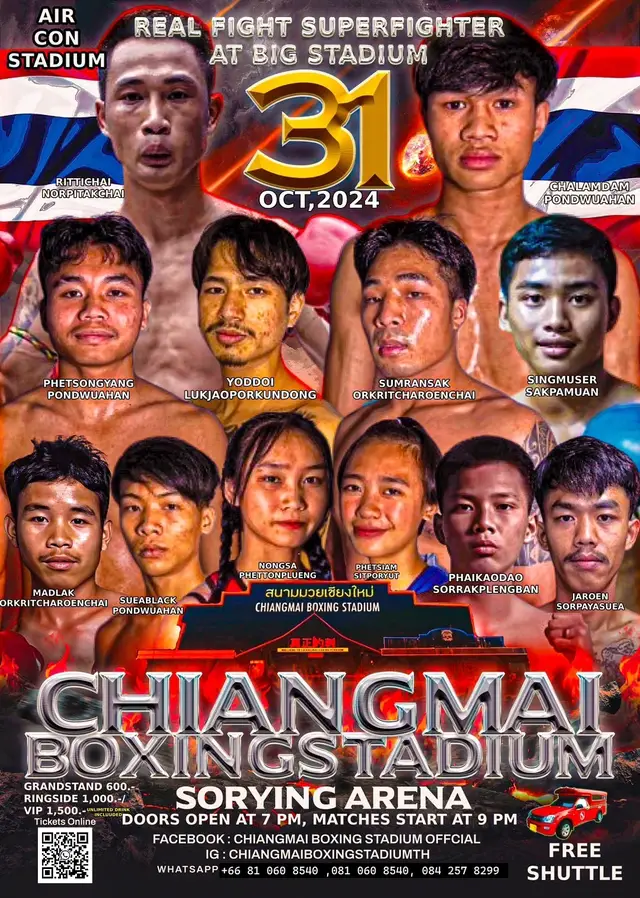 AIR
CON
STADIUM
REAL FIGHT SUPERFIGHTER
AT BIG STADIUM
31
OCT,2024
RITTICHAI
NORPITAKCHAI
CHALAMDAM
PONDWUAHAN
PHETSONGYANG
PONDWUAHAN
YODDOI
LUKJAOPORKUNDONG
SUMRANSAK
ORKRITCHAROENCHAI
SINGMUSER
SAKPAMUAN
MADLAK
ORKRITCHAROENCHAI
SUEABLACK
PONDWUAHAN
NONGSA
PHETTONPLUENG
PHETSIAM
SITPORYUT
PHAIKAODAO
SORRAKPLENGBAN
JAROEN
SORPAYASUEA
สนามมวยเชียงใหม่
CHIANGMAI BOXING STADIUM
CHIANGMAI
BOXINGSTADIUM
SORYING ARENA
GRANDSTAND 600.-
RINGSIDE 1,000.-/
VIP 1,500.- UNLIMITED DRINK
INCLUUDED
DOORS OPEN AT 7 PM, MATCHES START AT 9 PM
Tickets Online
FACEBOOK : CHIANGMAI BOXING STADIUM OFFCIAL
IG : CHIANGMAIBOXINGSTADIUMTH
WHATSAPP +66 81 060 8540 ,081 060 8540, 084 257 8299
FREE
SHUTTLE